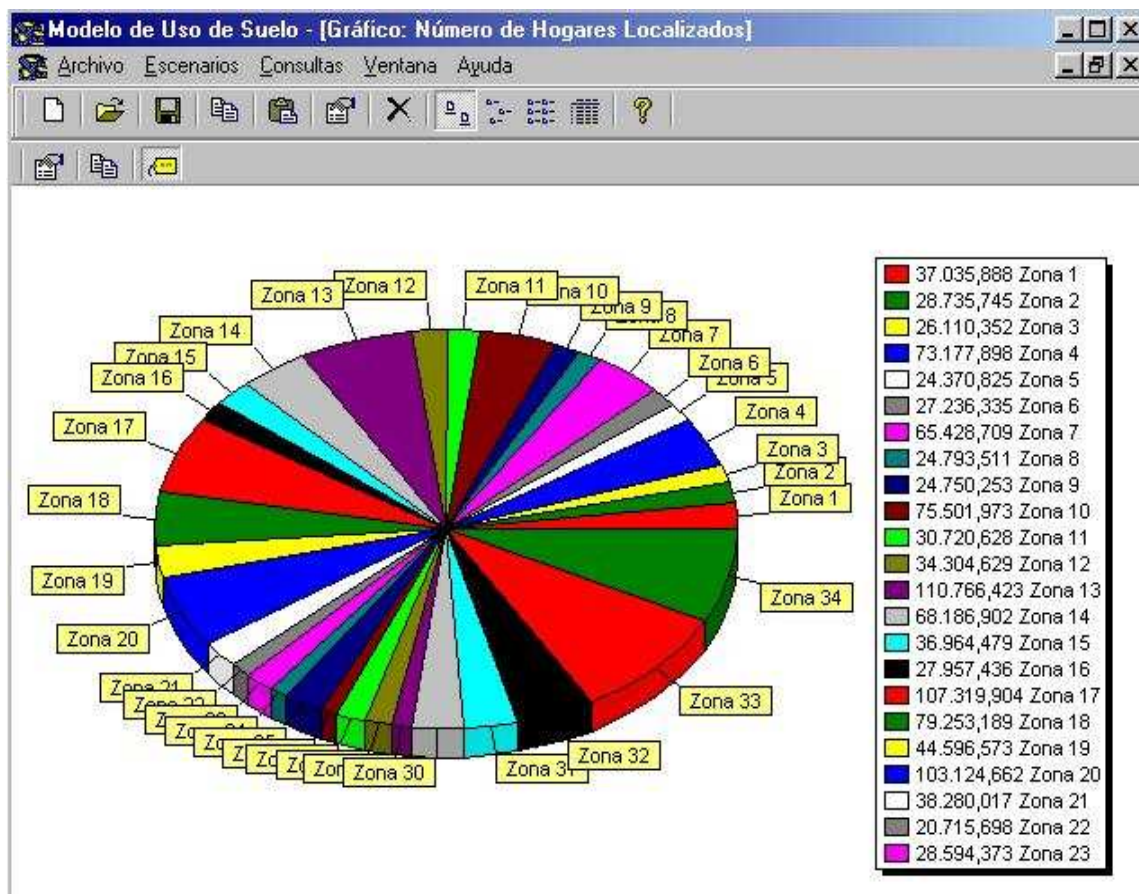 Modelo de Uso de Suelo - [Gráfico: Número de Hogares Localizados]
Archivo Escenarios Consultas Ventana Ayuda
Zona 13
Zona 12
Zona 11
Zona 9
Zona 14
Zona 7
Zona 15
Zona 16
Zona 6
Zona 17
Zona 4
Zona 3
Zona 2
Zona 1
Zona 18
Zona 19
Zona 34
Zona 20
Zona 33
Zona 32
Zona 30
37.035,888 Zona 1
28.735,745 Zona 2
26.110,352 Zona 3
73.177,898 Zona 4
24.370,825 Zona 5
27.236,335 Zona 6
65.428,709 Zona 7
24.793,511 Zona 8
24.750,253 Zona 9
75.501,973 Zona 10
30.720,628 Zona 11
34.304,629 Zona 12
110.766,423 Zona 13
68.186,902 Zona 14
36.964,479 Zona 15
27.957,436 Zona 16
107.319,904 Zona 17
79.253,189 Zona 18
44.596,573 Zona 19
103.124,662 Zona 20
38.280,017 Zona 21
20.715,698 Zona 22
28.594,373 Zona 23